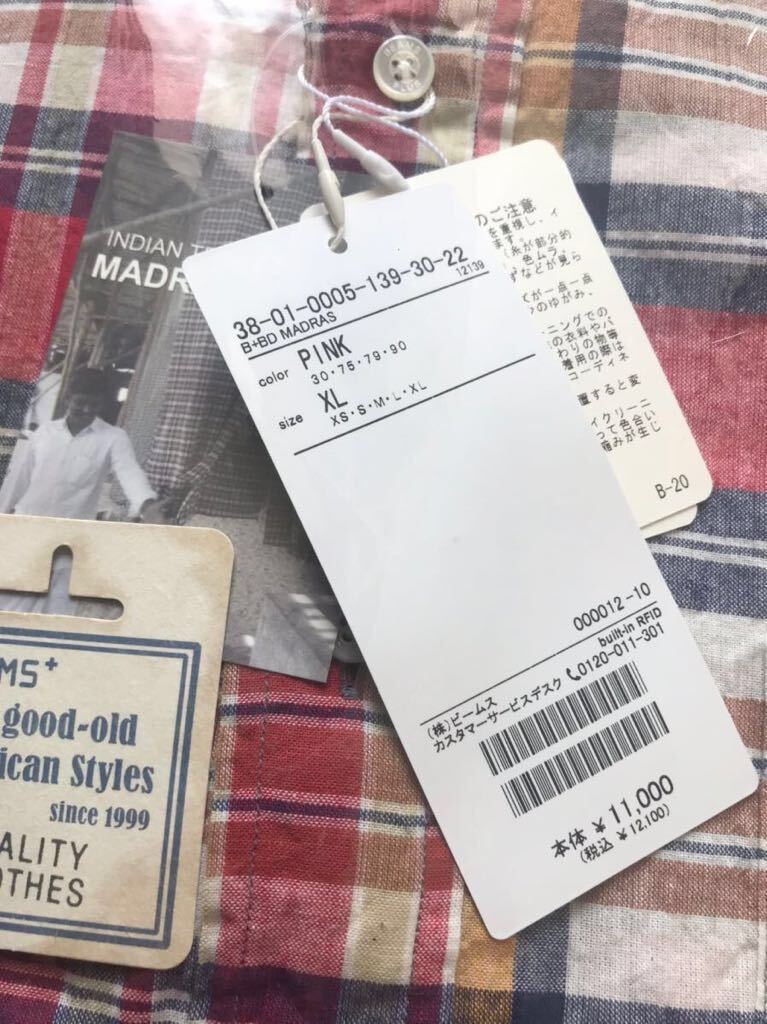 INDIAN
MADR
38-01-0005-139-30-22
12139
B+BD MADRAS
color PINK
30・75・79・90
size XL
XS・S・M・L・XL
000012-10
built-in RFID
(株)ビームス
カスタマーサービスデスク 0120-011-301
本体 ¥11,000
(税込 ¥12,100)
のご注意
を重視し、イ
ます。
(糸が部分的
色ムラ、
ずなどが見ら
が一点一点
のゆがみ、
ニングでの
の衣料やバ
わりの物等
着用の際は
コーディネ
置すると変
イクリーニ
って色合い
縮みが生じ
B-20
MS+
good-old
ican Styles
since 1999
ALITY
OTHES